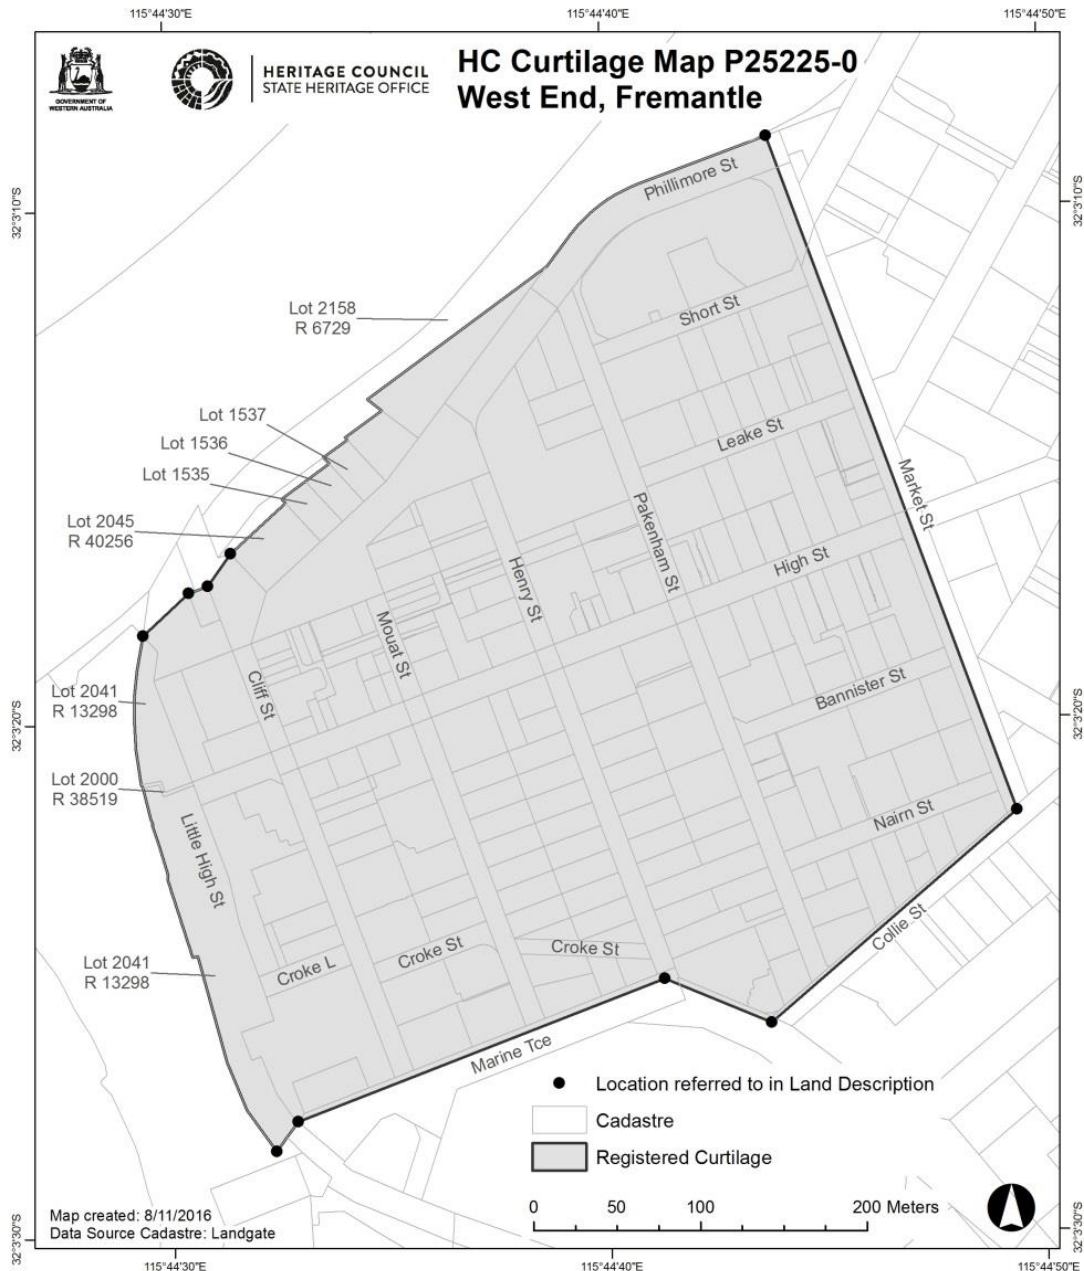 115°44'30"E
115°44'40"E
115°44'50"E
GOVERNMENT OF
WESTERN AUSTRALIA
HERITAGE COUNCIL
STATE HERITAGE OFFICE
HC Curtilage Map P25225-0
West End, Fremantle
32°3'10"S
32°3'10"S
Phillimore St
Lot 2158
R 6729
Short St
Lot 1537
Lot 1536
Lot 1535
Leake St
Market St
Lot 2045
R 40256
Pakenham St
High St
Henry St
Mouat St
Cliff St
Bannister St
Lot 2041
R 13298
32°3'20"S
32°3'20"S
Lot 2000
R 38519
Little High St
Nairn St
Collie St
Croke St
Croke St
Croke L
Lot 2041
R 13298
Marine Tce
Location referred to in Land Description
Cadastre
Registered Curtilage
0 50 100 200 Meters
Map created: 8/11/2016
Data Source Cadastre: Landgate
32°3'30"S
32°3'30"S
115°44'30"E
115°44'40"E
115°44'50"E